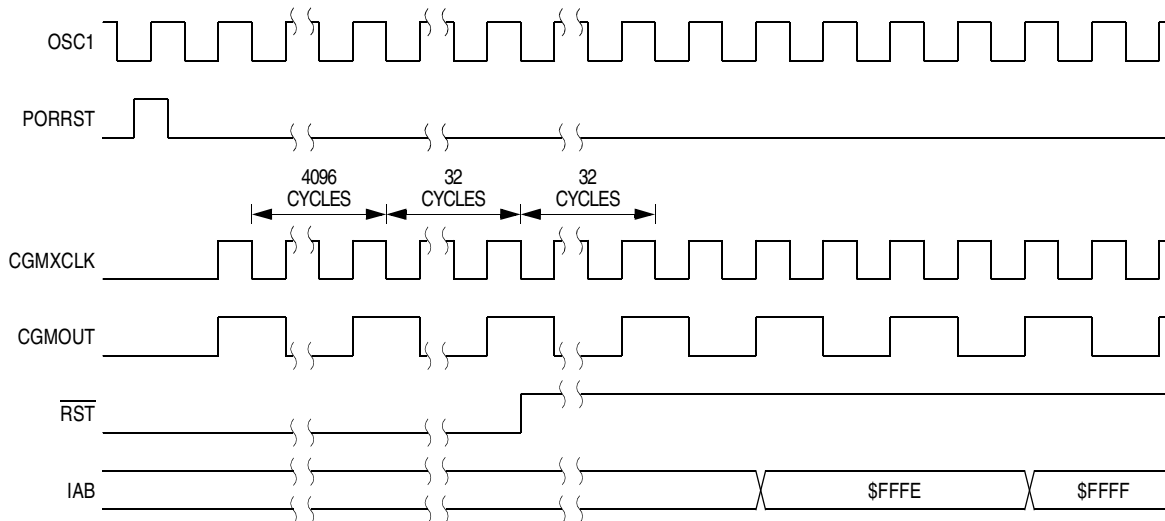 OSC1
PORRST
4096
CYCLES
32
CYCLES
32
CYCLES
CGMXCLK
CGMOUT
RST
IAB
$FFFE
$FFFF